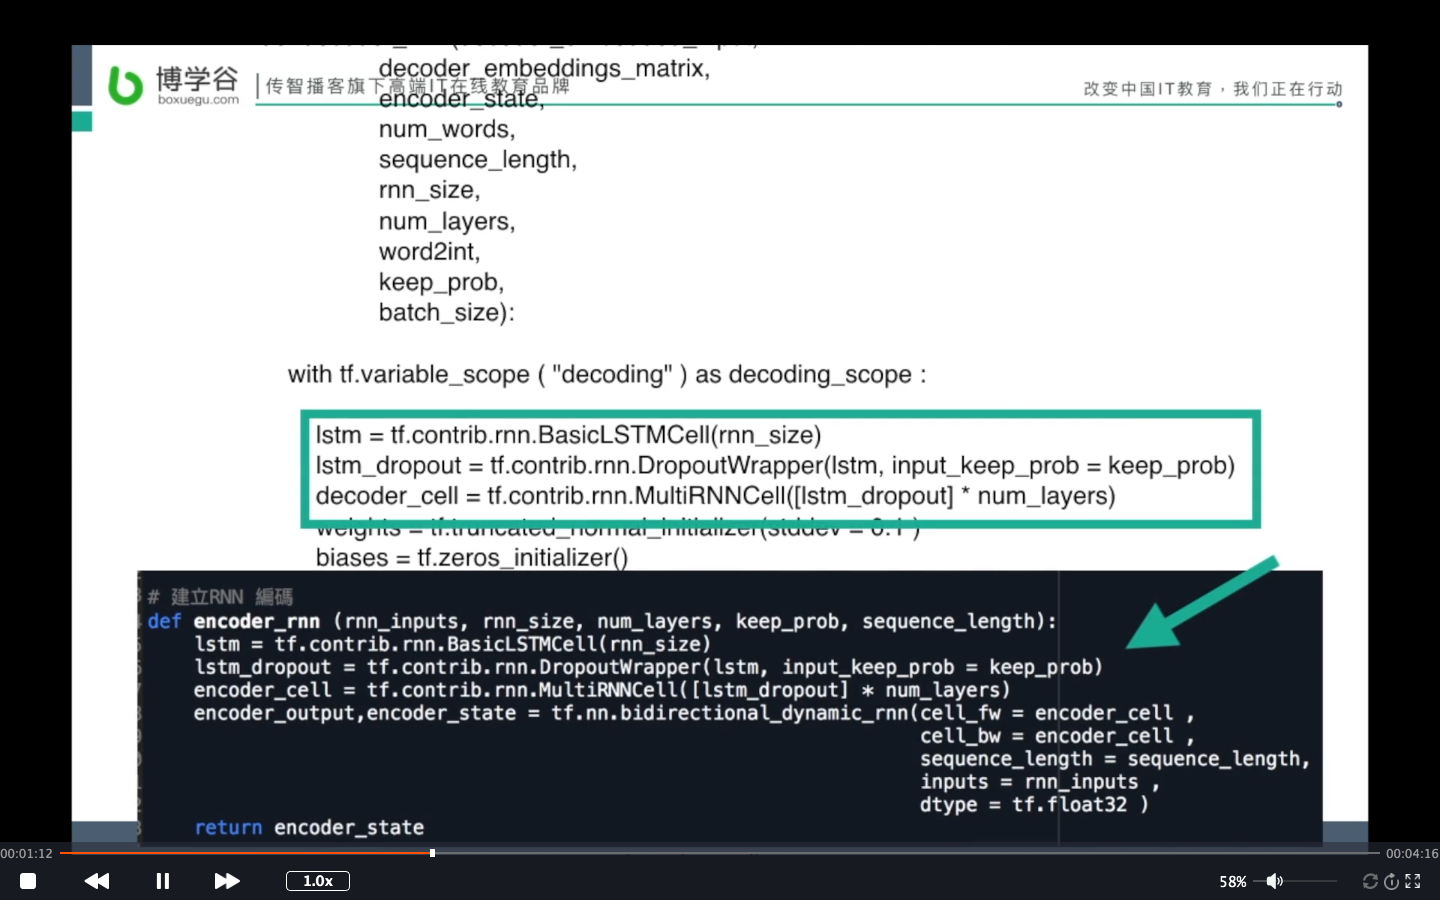 博学谷
boxuegu.com
传智播客旗下高端IT在线教育品牌
改变中国IT教育，我们正在行动
decoder_embeddings_matrix,
encoder_state,
num_words,
sequence_length,
rnn_size,
num_layers,
word2int,
keep_prob,
batch_size):
with tf.variable_scope ( "decoding" ) as decoding_scope :
lstm = tf.contrib.rnn.BasicLSTMCell(rnn_size)
lstm_dropout = tf.contrib.rnn.DropoutWrapper(lstm, input_keep_prob = keep_prob)
decoder_cell = tf.contrib.rnn.MultiRNNCell([lstm_dropout] * num_layers)
weights = tf.truncated_normal_initializer(stddev = 0.1 )
biases = tf.zeros_initializer()
# 建立RNN 編碼
def encoder_rnn (rnn_inputs, rnn_size, num_layers, keep_prob, sequence_length):
lstm = tf.contrib.rnn.BasicLSTMCell(rnn_size)
lstm_dropout = tf.contrib.rnn.DropoutWrapper(lstm, input_keep_prob = keep_prob)
encoder_cell = tf.contrib.rnn.MultiRNNCell([lstm_dropout] * num_layers)
encoder_output,encoder_state = tf.nn.bidirectional_dynamic_rnn(cell_fw = encoder_cell ,
cell_bw = encoder_cell ,
sequence_length = sequence_length,
inputs = rnn_inputs ,
dtype = tf.float32 )
return encoder_state
00:01:12
00:04:16
1.0x
58%